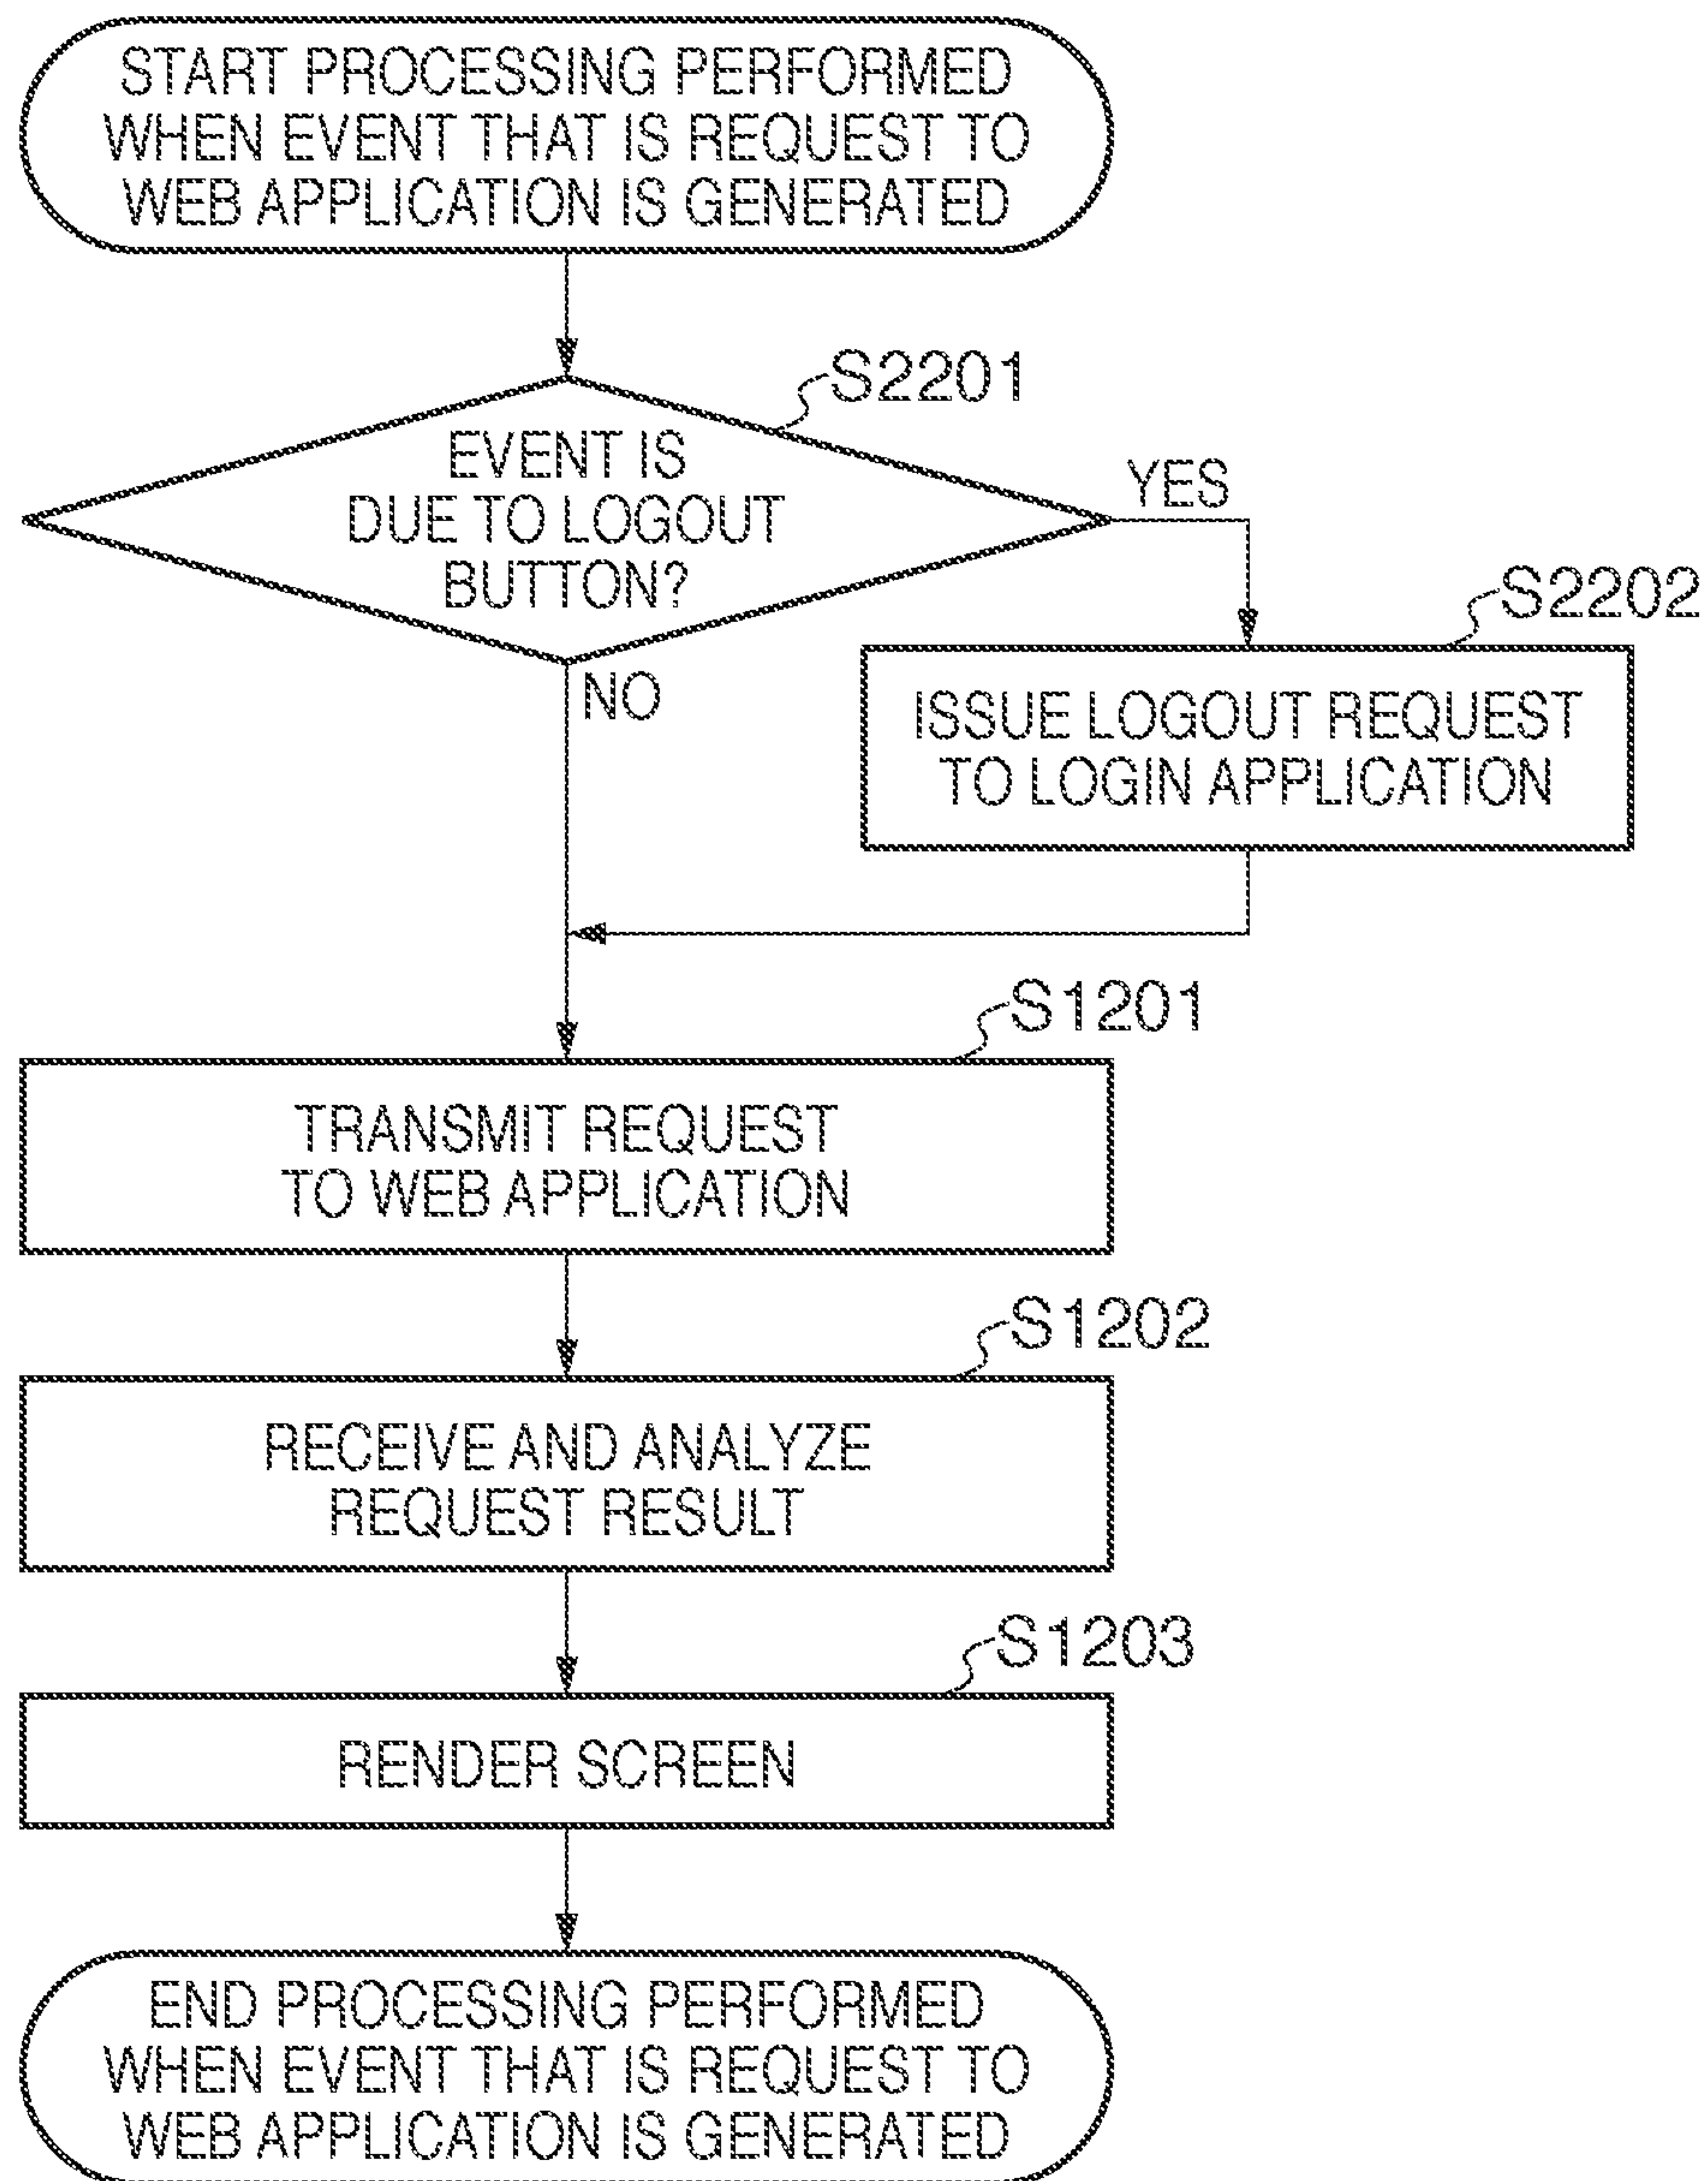 START PROCESSING PERFORMED
WHEN EVENT THAT IS REQUEST TO
WEB APPLICATION IS GENERATED
S2201
EVENT IS
DUE TO LOGOUT
BUTTON?
YES
NO
S2202
ISSUE LOGOUT REQUEST
TO LOGIN APPLICATION
S1201
TRANSMIT REQUEST
TO WEB APPLICATION
S1202
RECEIVE AND ANALYZE
REQUEST RESULT
S1203
RENDER SCREEN
END PROCESSING PERFORMED
WHEN EVENT THAT IS REQUEST TO
WEB APPLICATION IS GENERATED